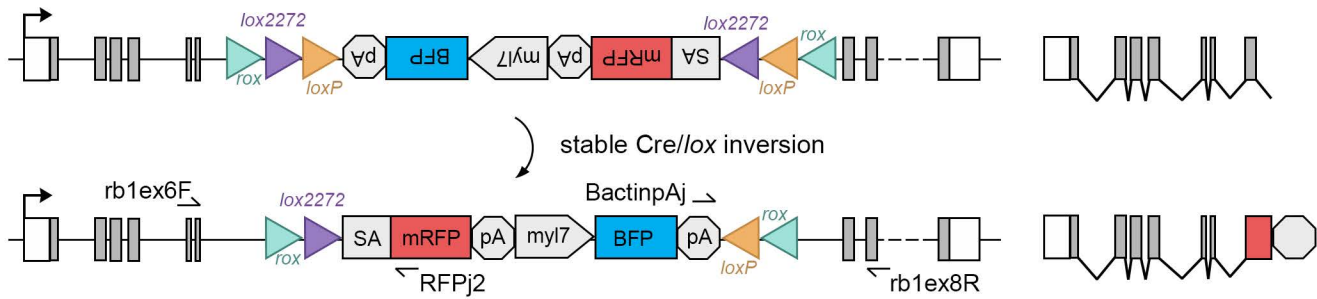 lox2272
rox
loxP
pA
BFP
myl7
pA
mRFP
SA
lox2272
loxP
rox
stable Cre/lox inversion
rb1ex6F
rox
lox2272
SA
mRFP
RFPj2
pA
myl7
BFP
BactinpAj
pA
loxP
rox
rb1ex8R